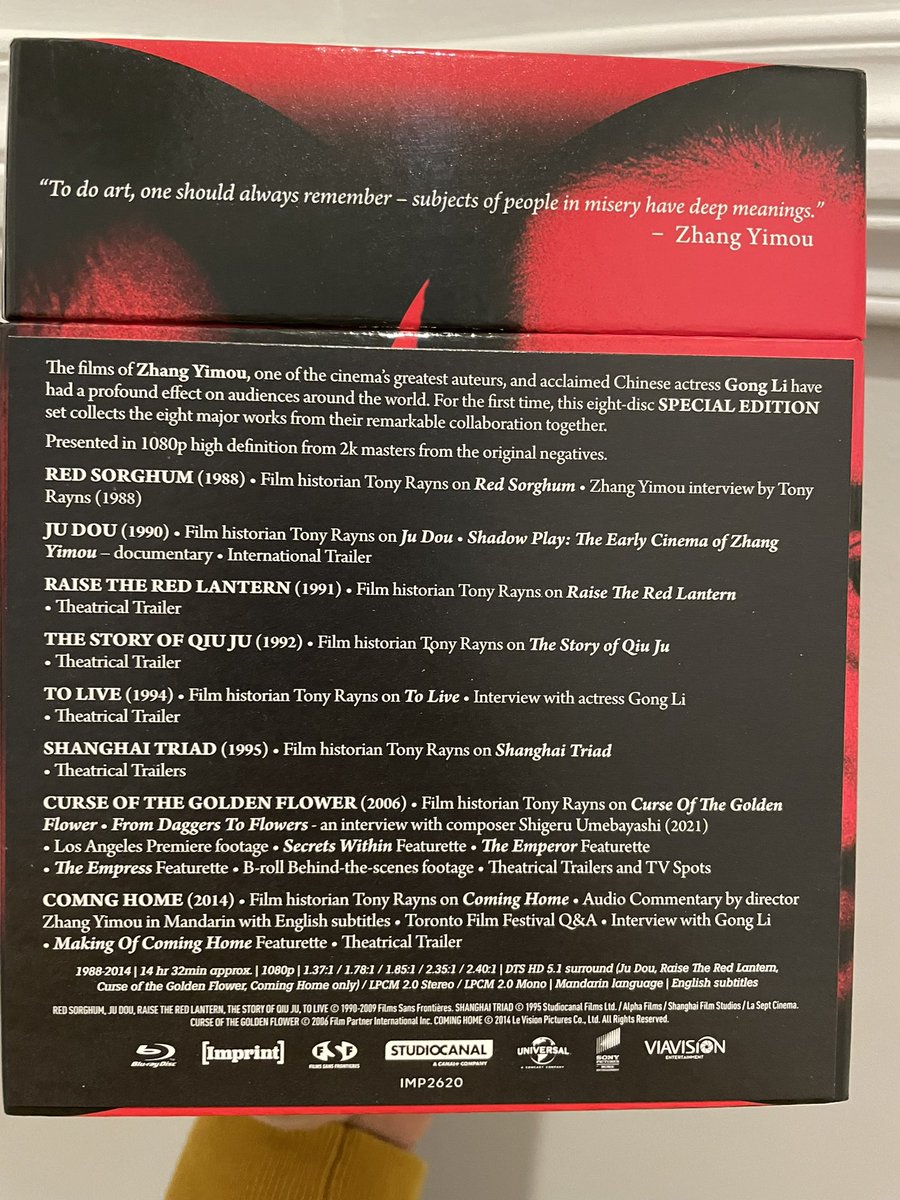 “To do art, one should always remember – subjects of people in misery have deep meanings.”
– Zhang Yimou
The films of Zhang Yimou, one of the cinema’s greatest auteurs, and acclaimed Chinese actress Gong Li have
had a profound effect on audiences around the world. For the first time, this eight-disc SPECIAL EDITION
set collects the eight major works from their remarkable collaboration together.
Presented in 1080p high definition from 2k masters from the original negatives.
RED SORGHUM (1988) • Film historian Tony Rayns on Red Sorghum • Zhang Yimou interview by Tony
Rayns (1988)
JU DOU (1990) • Film historian Tony Rayns on Ju Dou • Shadow Play: The Early Cinema of Zhang
Yimou – documentary • International Trailer
RAISE THE RED LANTERN (1991) • Film historian Tony Rayns on Raise The Red Lantern
• Theatrical Trailer
THE STORY OF QIU JU (1992) • Film historian Tony Rayns on The Story of Qiu Ju
• Theatrical Trailer
TO LIVE (1994) • Film historian Tony Rayns on To Live • Interview with actress Gong Li
• Theatrical Trailer
SHANGHAI TRIAD (1995) • Film historian Tony Rayns on Shanghai Triad
• Theatrical Trailers
CURSE OF THE GOLDEN FLOWER (2006) • Film historian Tony Rayns on Curse Of The Golden
Flower • From Daggers To Flowers - an interview with composer Shigeru Umebayashi (2021)
• Los Angeles Premiere footage • Secrets Within Featurette • The Emperor Featurette
• The Empress Featurette • B-roll Behind-the-scenes footage • Theatrical Trailers and TV Spots
COMNG HOME (2014) • Film historian Tony Rayns on Coming Home • Audio Commentary by director
Zhang Yimou in Mandarin with English subtitles • Toronto Film Festival Q&A • Interview with Gong Li
• Making Of Coming Home Featurette • Theatrical Trailer
1988-2014 | 14 hr 32min approx. | 1080p | 1.37:1 / 1.78:1 / 1.85:1 / 2.35:1 / 2.40:1 | DTS HD 5.1 surround (Ju Dou, Raise The Red Lantern,
Curse of the Golden Flower, Coming Home only) / LPCM 2.0 Stereo / LPCM 2.0 Mono | Mandarin language | English subtitles
RED SORGHUM, JU DOU, RAISE THE RED LANTERN, THE STORY OF QIU JU, TO LIVE © 1990-2009 Films Sans Frontières. SHANGHAI TRIAD © 1995 Studiocanal Films Ltd. / Alpha Films / Shanghai Film Studios / La Sept Cinema.
CURSE OF THE GOLDEN FLOWER © 2006 Film Partner International Inc. COMING HOME © 2014 Le Vision Pictures Co., Ltd. All Rights Reserved.
Blu-ray Disc [Imprint] FSF FILMS SANS FRONTIERES STUDIOCANAL A CANAL+ COMPANY UNIVERSAL A COMCAST COMPANY SONY PICTURES VIAVISION ENTERTAINMENT
IMP2620